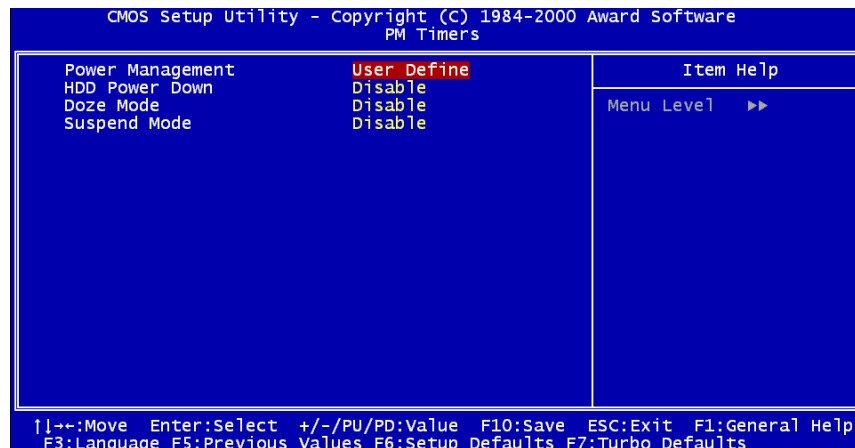 CMOS Setup Utility - Copyright (C) 1984-2000 Award Software
PM Timers
Power Management User Define
HDD Power Down Disable
Doze Mode Disable
Suspend Mode Disable
Item Help
Menu Level ▶▶
↑↓→←:Move Enter:Select +/-/PU/PD:Value F10:Save ESC:Exit F1:General Help
F3:Language F5:Previous Values F6:Setup Defaults F7:Turbo Defaults